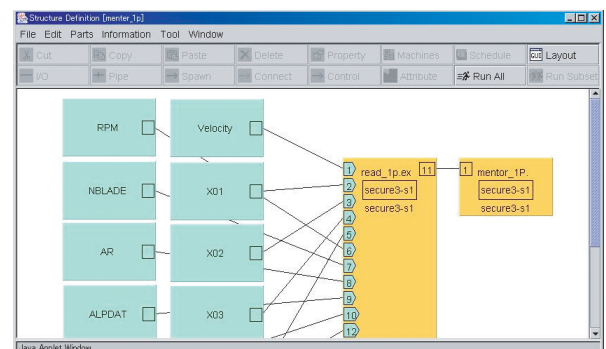 Structure Definition [menter_1p]
File Edit Parts Information Tool Window
Cut Copy Paste Delete Property Machines Schedule GUI Layout
I/O Pipe Spawn Connect Control Attribute Run All Run Subset
RPM Velocity
1 read_1p.ex 11 1 mentor_1P.
NBLADE X01 2 secure3-s1 secure3-s1
3 secure3-s1 secure3-s1
4
5
AR X02 6
7
8
9
ALPDAT X03 10
12
Java Applet Window